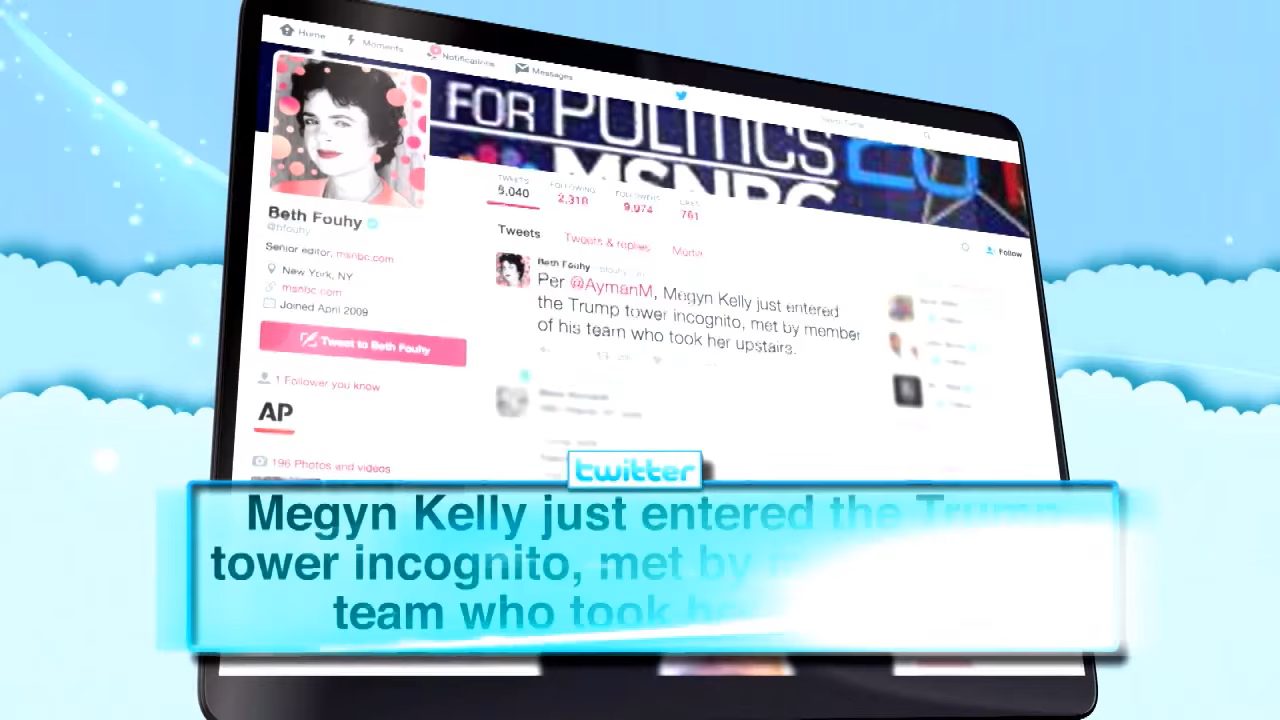 Home
Moments
Notifications
Messages
FOR POLITICS
MSNBC
TWEETS
9,040
FOLLOWING
2,318
FOLLOWERS
9,074
LIKES
761
Beth Fouhy
@bfouhy
Senior editor, msnbc.com
New York, NY
msnbc.com
Joined April 2009
Tweet to Beth Fouhy
1 Follower you know
AP
196 Photos and videos
Tweets
Tweets & replies
Media
Follow
Beth Fouhy
Per @AymanM, Megyn Kelly just entered
the Trump tower incognito, met by member
of his team who took her upstairs.
twitter
Megyn Kelly just entered the Trump
tower incognito, met by
team who took her